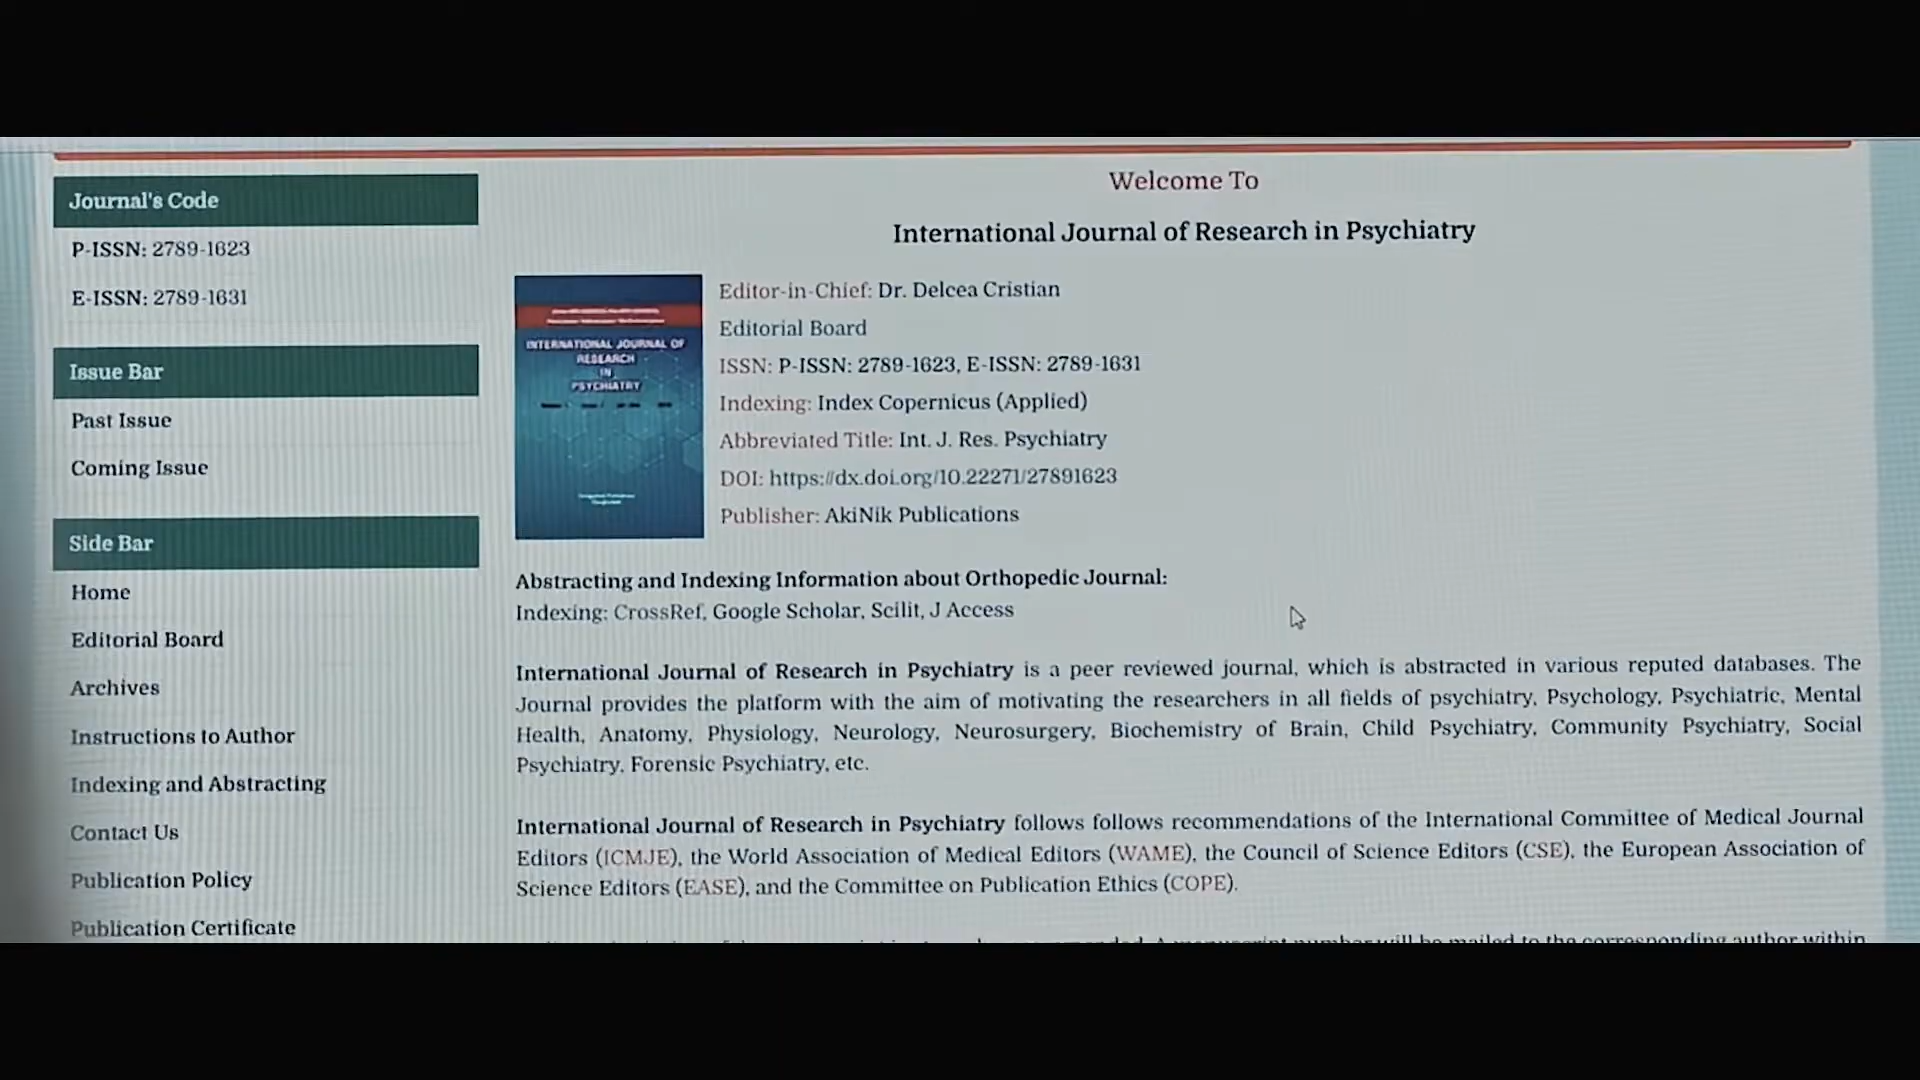 Journal's Code
P-ISSN: 2789-1623
E-ISSN: 2789-1631
Issue Bar
Past Issue
Coming Issue
Side Bar
Home
Editorial Board
Archives
Instructions to Author
Indexing and Abstracting
Contact Us
Publication Policy
Publication Certificate
Welcome To
International Journal of Research in Psychiatry
INTERNATIONAL JOURNAL OF
RESEARCH
IN
PSYCHIATRY
Editor-in-Chief: Dr. Delcea Cristian
Editorial Board
ISSN: P-ISSN: 2789-1623, E-ISSN: 2789-1631
Indexing: Index Copernicus (Applied)
Abbreviated Title: Int. J. Res. Psychiatry
DOI: https://dx.doi.org/10.22271/27891623
Publisher: AkiNik Publications
Abstracting and Indexing Information about Orthopedic Journal:
Indexing: CrossRef, Google Scholar, Scilit, J Access
International Journal of Research in Psychiatry is a peer reviewed journal, which is abstracted in various reputed databases. The
Journal provides the platform with the aim of motivating the researchers in all fields of psychiatry, Psychology, Psychiatric, Mental
Health, Anatomy, Physiology, Neurology, Neurosurgery, Biochemistry of Brain, Child Psychiatry, Community Psychiatry, Social
Psychiatry, Forensic Psychiatry, etc.
International Journal of Research in Psychiatry follows follows recommendations of the International Committee of Medical Journal
Editors (ICMJE), the World Association of Medical Editors (WAME), the Council of Science Editors (CSE), the European Association of
Science Editors (EASE), and the Committee on Publication Ethics (COPE).
number will be mailed to the corresponding author within